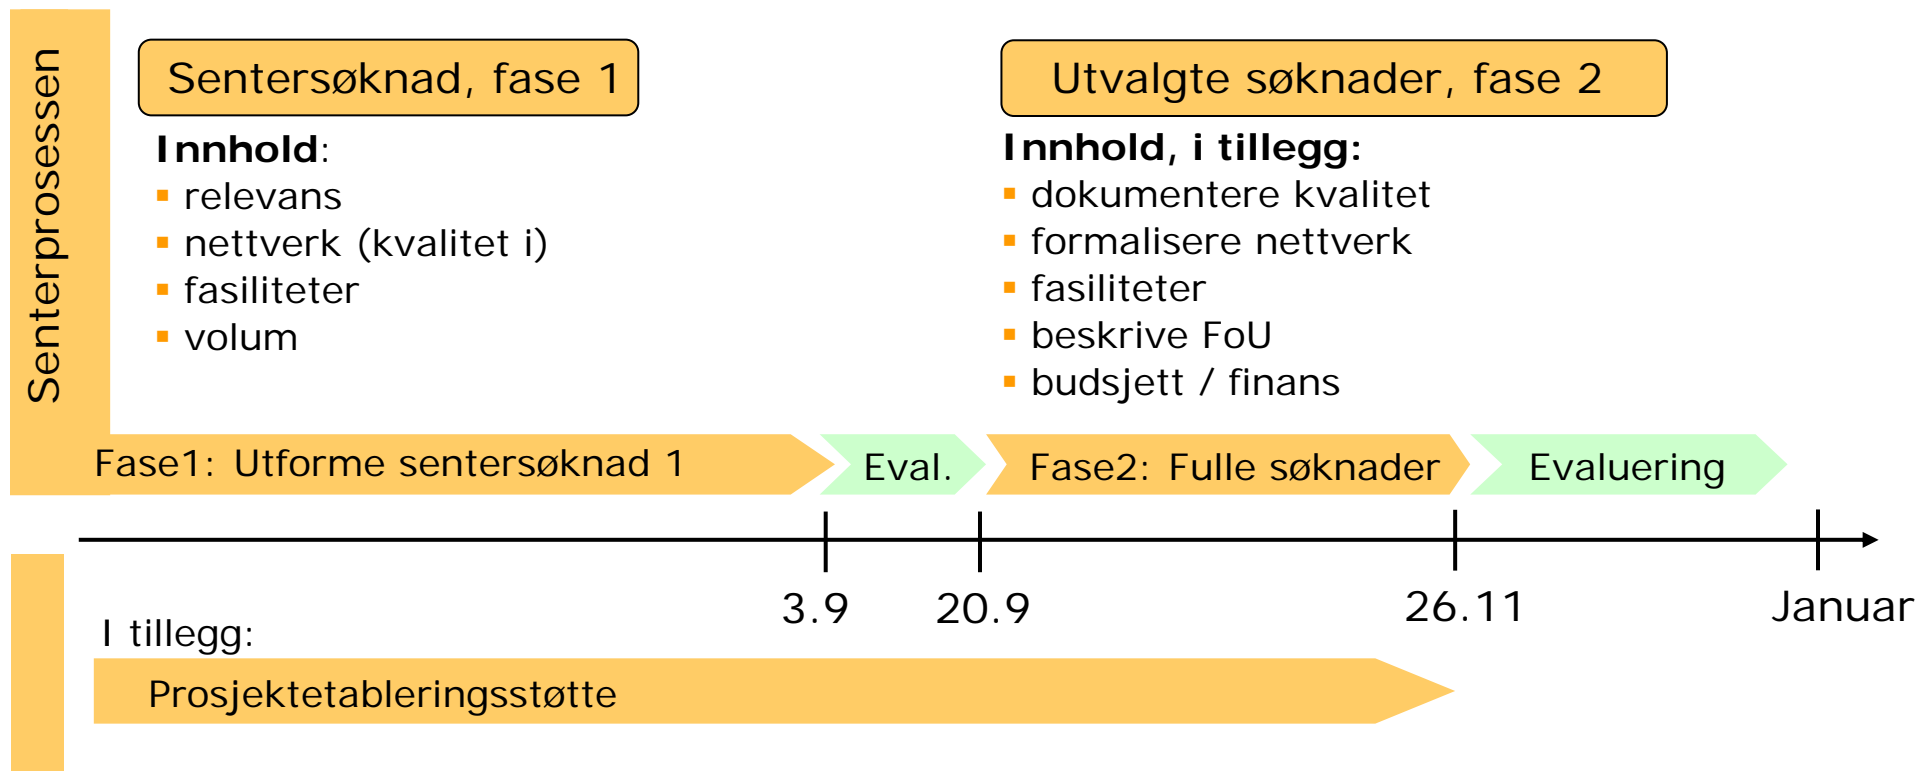 Senterprosessen
Sentersøknad, fase 1
Innhold:
relevans
nettverk (kvalitet i)
fasiliteter
volum
Utvalgte søknader, fase 2
Innhold, i tillegg:
dokumentere kvalitet
formalisere nettverk
fasiliteter
beskrive FoU
budsjett / finans
Fase1: Utforme sentersøknad 1
Eval.
Fase2: Fulle søknader
Evaluering
3.9
20.9
26.11
Januar
I tillegg:
Prosjektetableringsstøtte